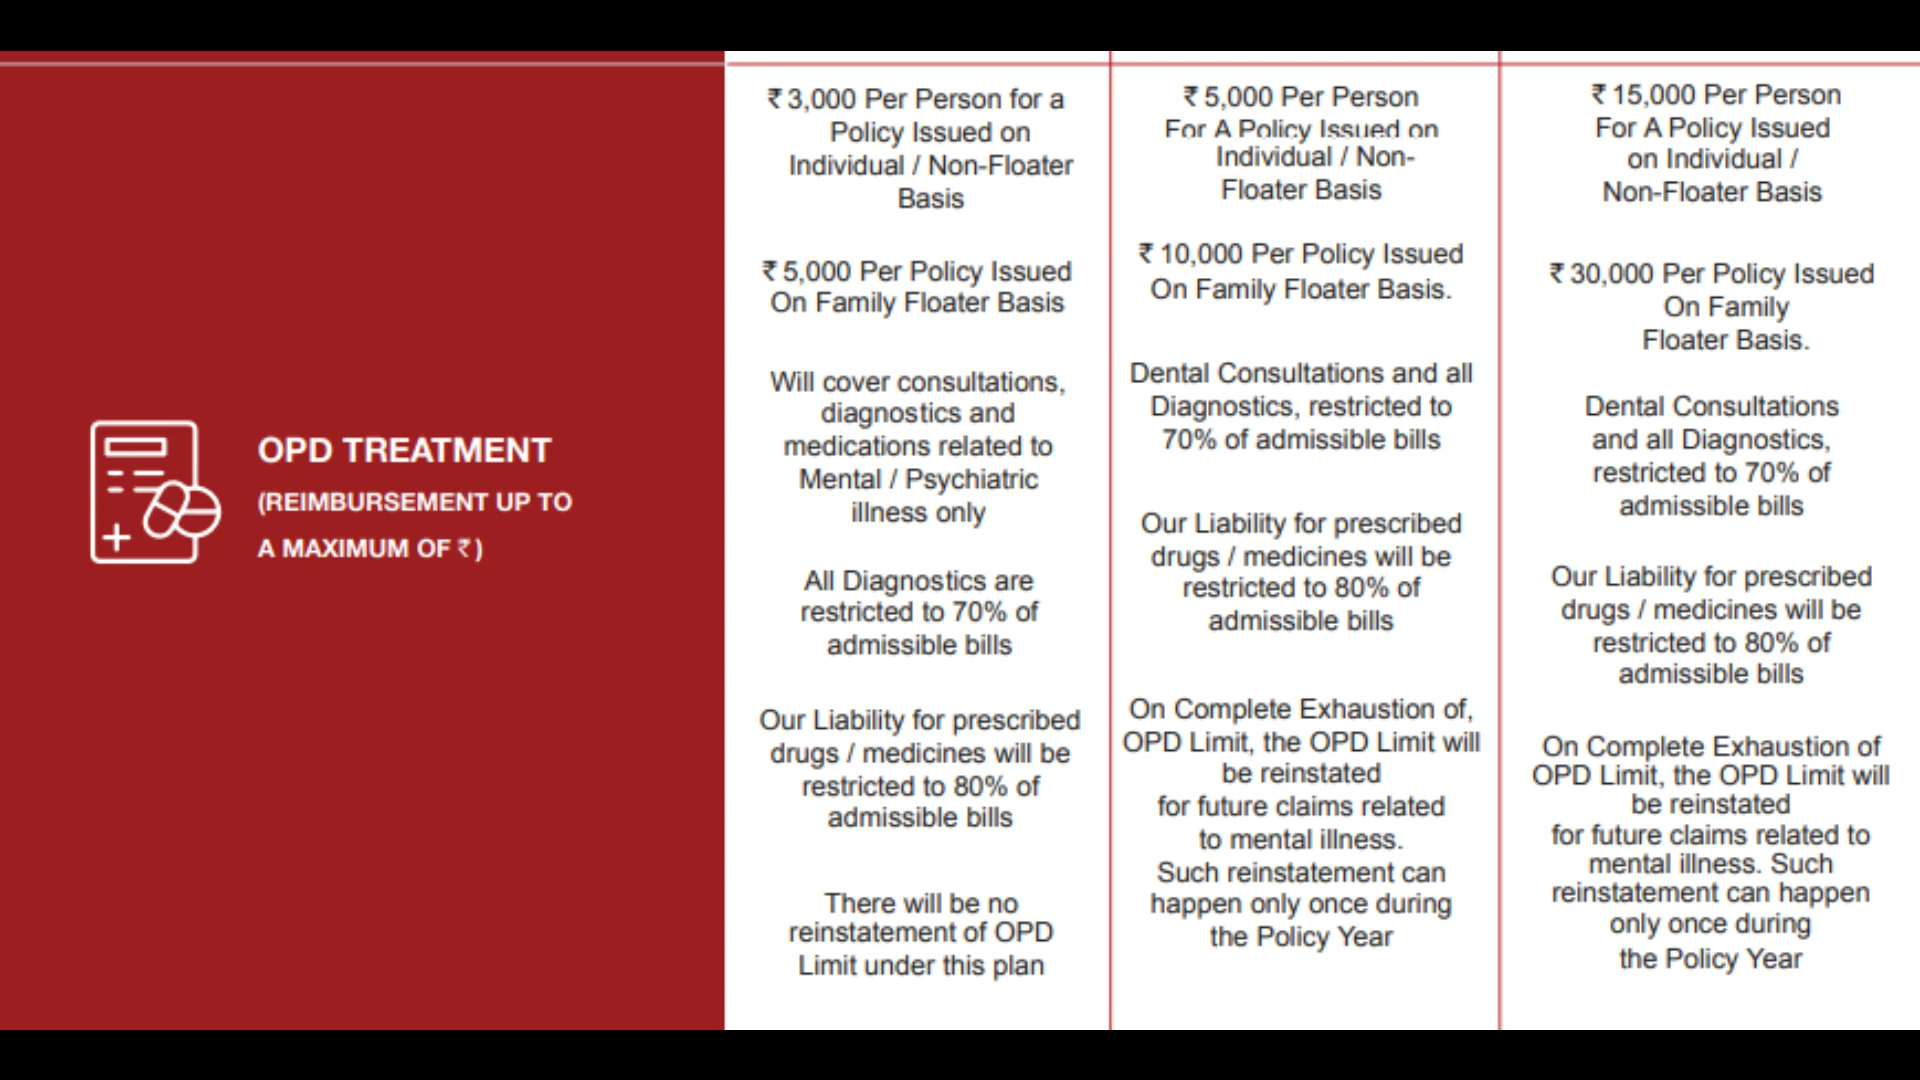 OPD TREATMENT
(REIMBURSEMENT UP TO
A MAXIMUM OF ₹ )
₹ 3,000 Per Person for a
Policy Issued on
Individual / Non-Floater
Basis
₹ 5,000 Per Policy Issued
On Family Floater Basis
Will cover consultations,
diagnostics and
medications related to
Mental / Psychiatric
illness only
All Diagnostics are
restricted to 70% of
admissible bills
Our Liability for prescribed
drugs / medicines will be
restricted to 80% of
admissible bills
There will be no
reinstatement of OPD
Limit under this plan
₹ 5,000 Per Person
For A Policy Issued on
Individual / Non-
Floater Basis
₹ 10,000 Per Policy Issued
On Family Floater Basis.
Dental Consultations and all
Diagnostics, restricted to
70% of admissible bills
Our Liability for prescribed
drugs / medicines will be
restricted to 80% of
admissible bills
On Complete Exhaustion of,
OPD Limit, the OPD Limit will
be reinstated
for future claims related
to mental illness.
Such reinstatement can
happen only once during
the Policy Year
₹ 15,000 Per Person
For A Policy Issued
on Individual /
Non-Floater Basis
₹ 30,000 Per Policy Issued
On Family
Floater Basis.
Dental Consultations
and all Diagnostics,
restricted to 70% of
admissible bills
Our Liability for prescribed
drugs / medicines will be
restricted to 80% of
admissible bills
On Complete Exhaustion of
OPD Limit, the OPD Limit will
be reinstated
for future claims related to
mental illness. Such
reinstatement can happen
only once during
the Policy Year